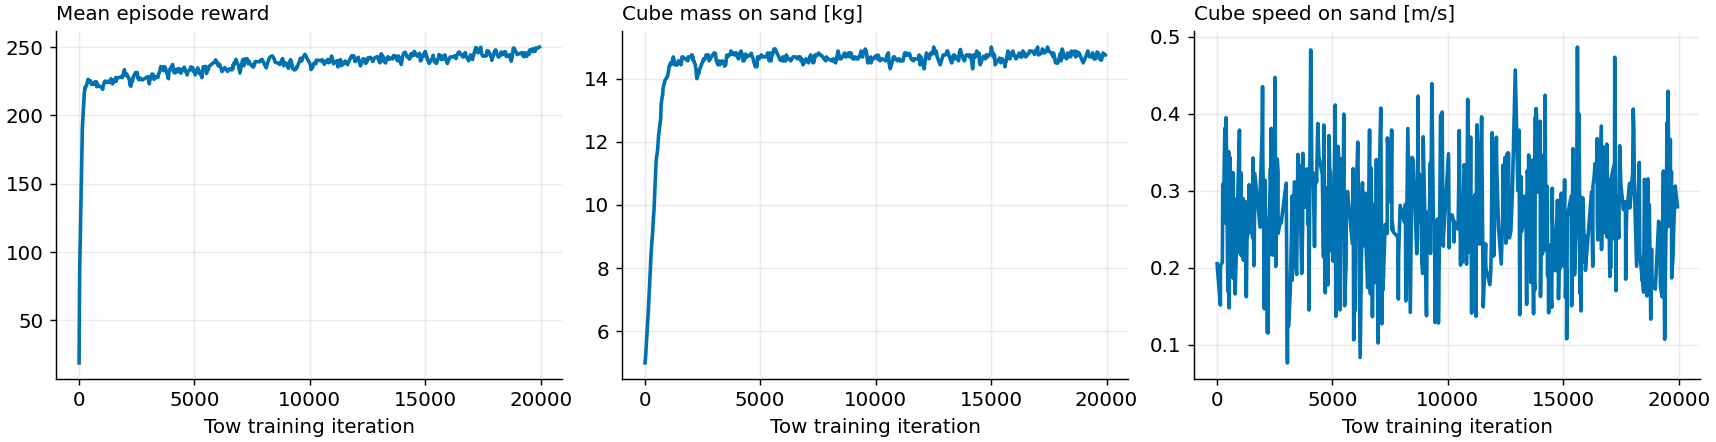 Mean episode reward
250
200
150
100
50
0 5000 10000 15000 20000
Tow training iteration
Cube mass on sand [kg]
14
12
10
8
6
0 5000 10000 15000 20000
Tow training iteration
Cube speed on sand [m/s]
0.5
0.4
0.3
0.2
0.1
0 5000 10000 15000 20000
Tow training iteration